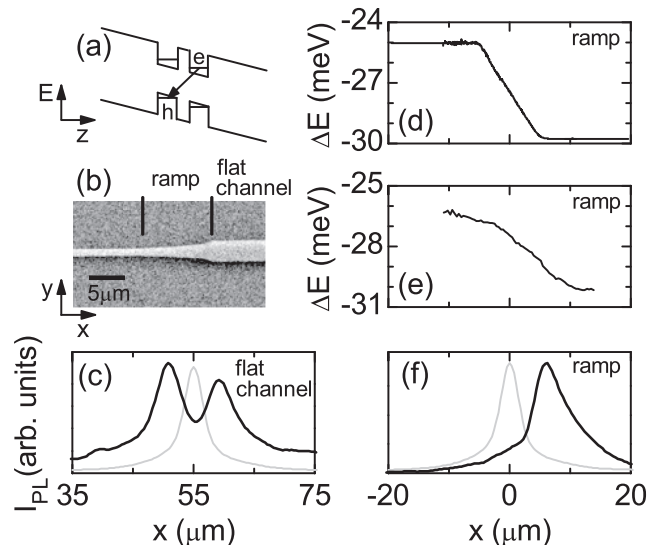 (a)
e
h
E
z
(b)
ramp
flat
channel
5μm
y
x
(c)
flat
channel
I_PL (arb. units)
35
55
75
x (μm)
ramp
(d)
ΔE (meV)
-24
-27
-30
ramp
(e)
ΔE (meV)
-25
-28
-31
(f)
ramp
-20
0
20
x (μm)